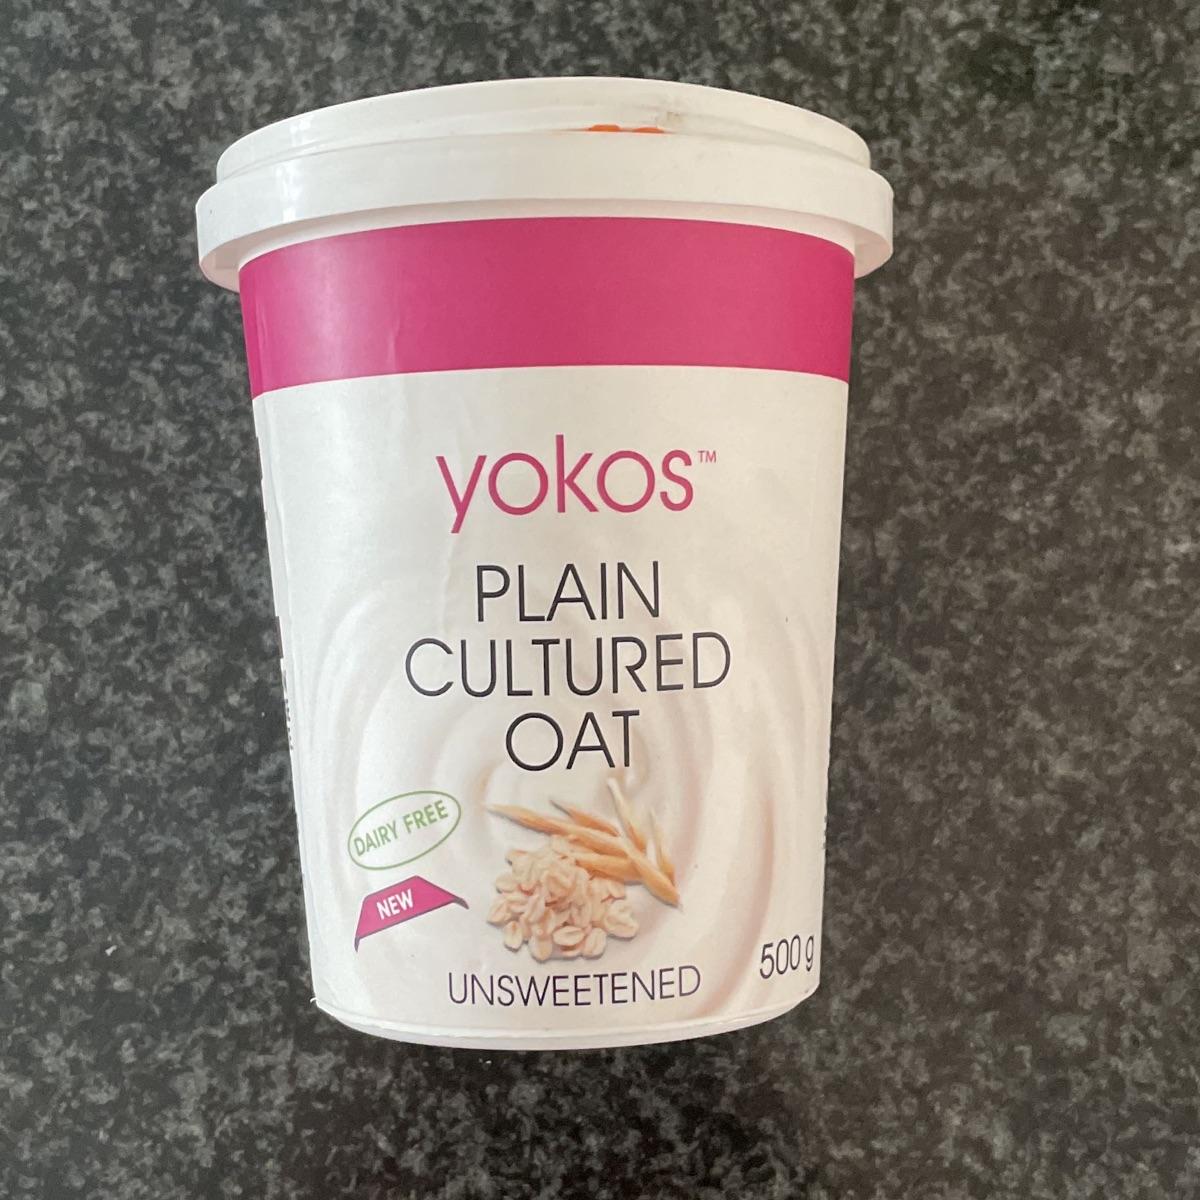 yokos™
PLAIN
CULTURED
OAT
DAIRY FREE
NEW
UNSWEETENED
500 g